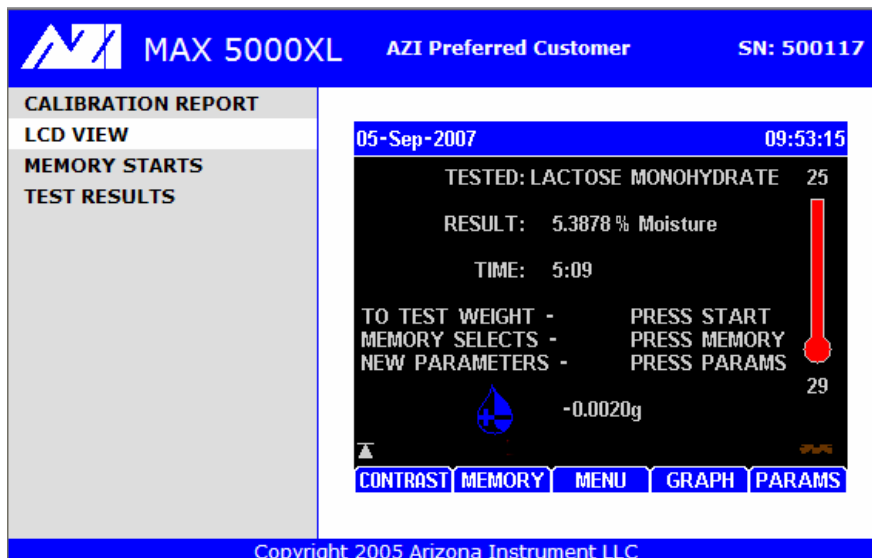 AZI MAX 5000XL AZI Preferred Customer SN: 500117
CALIBRATION REPORT
LCD VIEW
MEMORY STARTS
TEST RESULTS
05-Sep-2007 09:53:15
TESTED: LACTOSE MONOHYDRATE 25
RESULT: 5.3878 % Moisture
TIME: 5:09
TO TEST WEIGHT - PRESS START
MEMORY SELECTS - PRESS MEMORY
NEW PARAMETERS - PRESS PARAMS
29
-0.0020g
CONTRAST MEMORY MENU GRAPH PARAMS
Copyright 2005 Arizona Instrument LLC